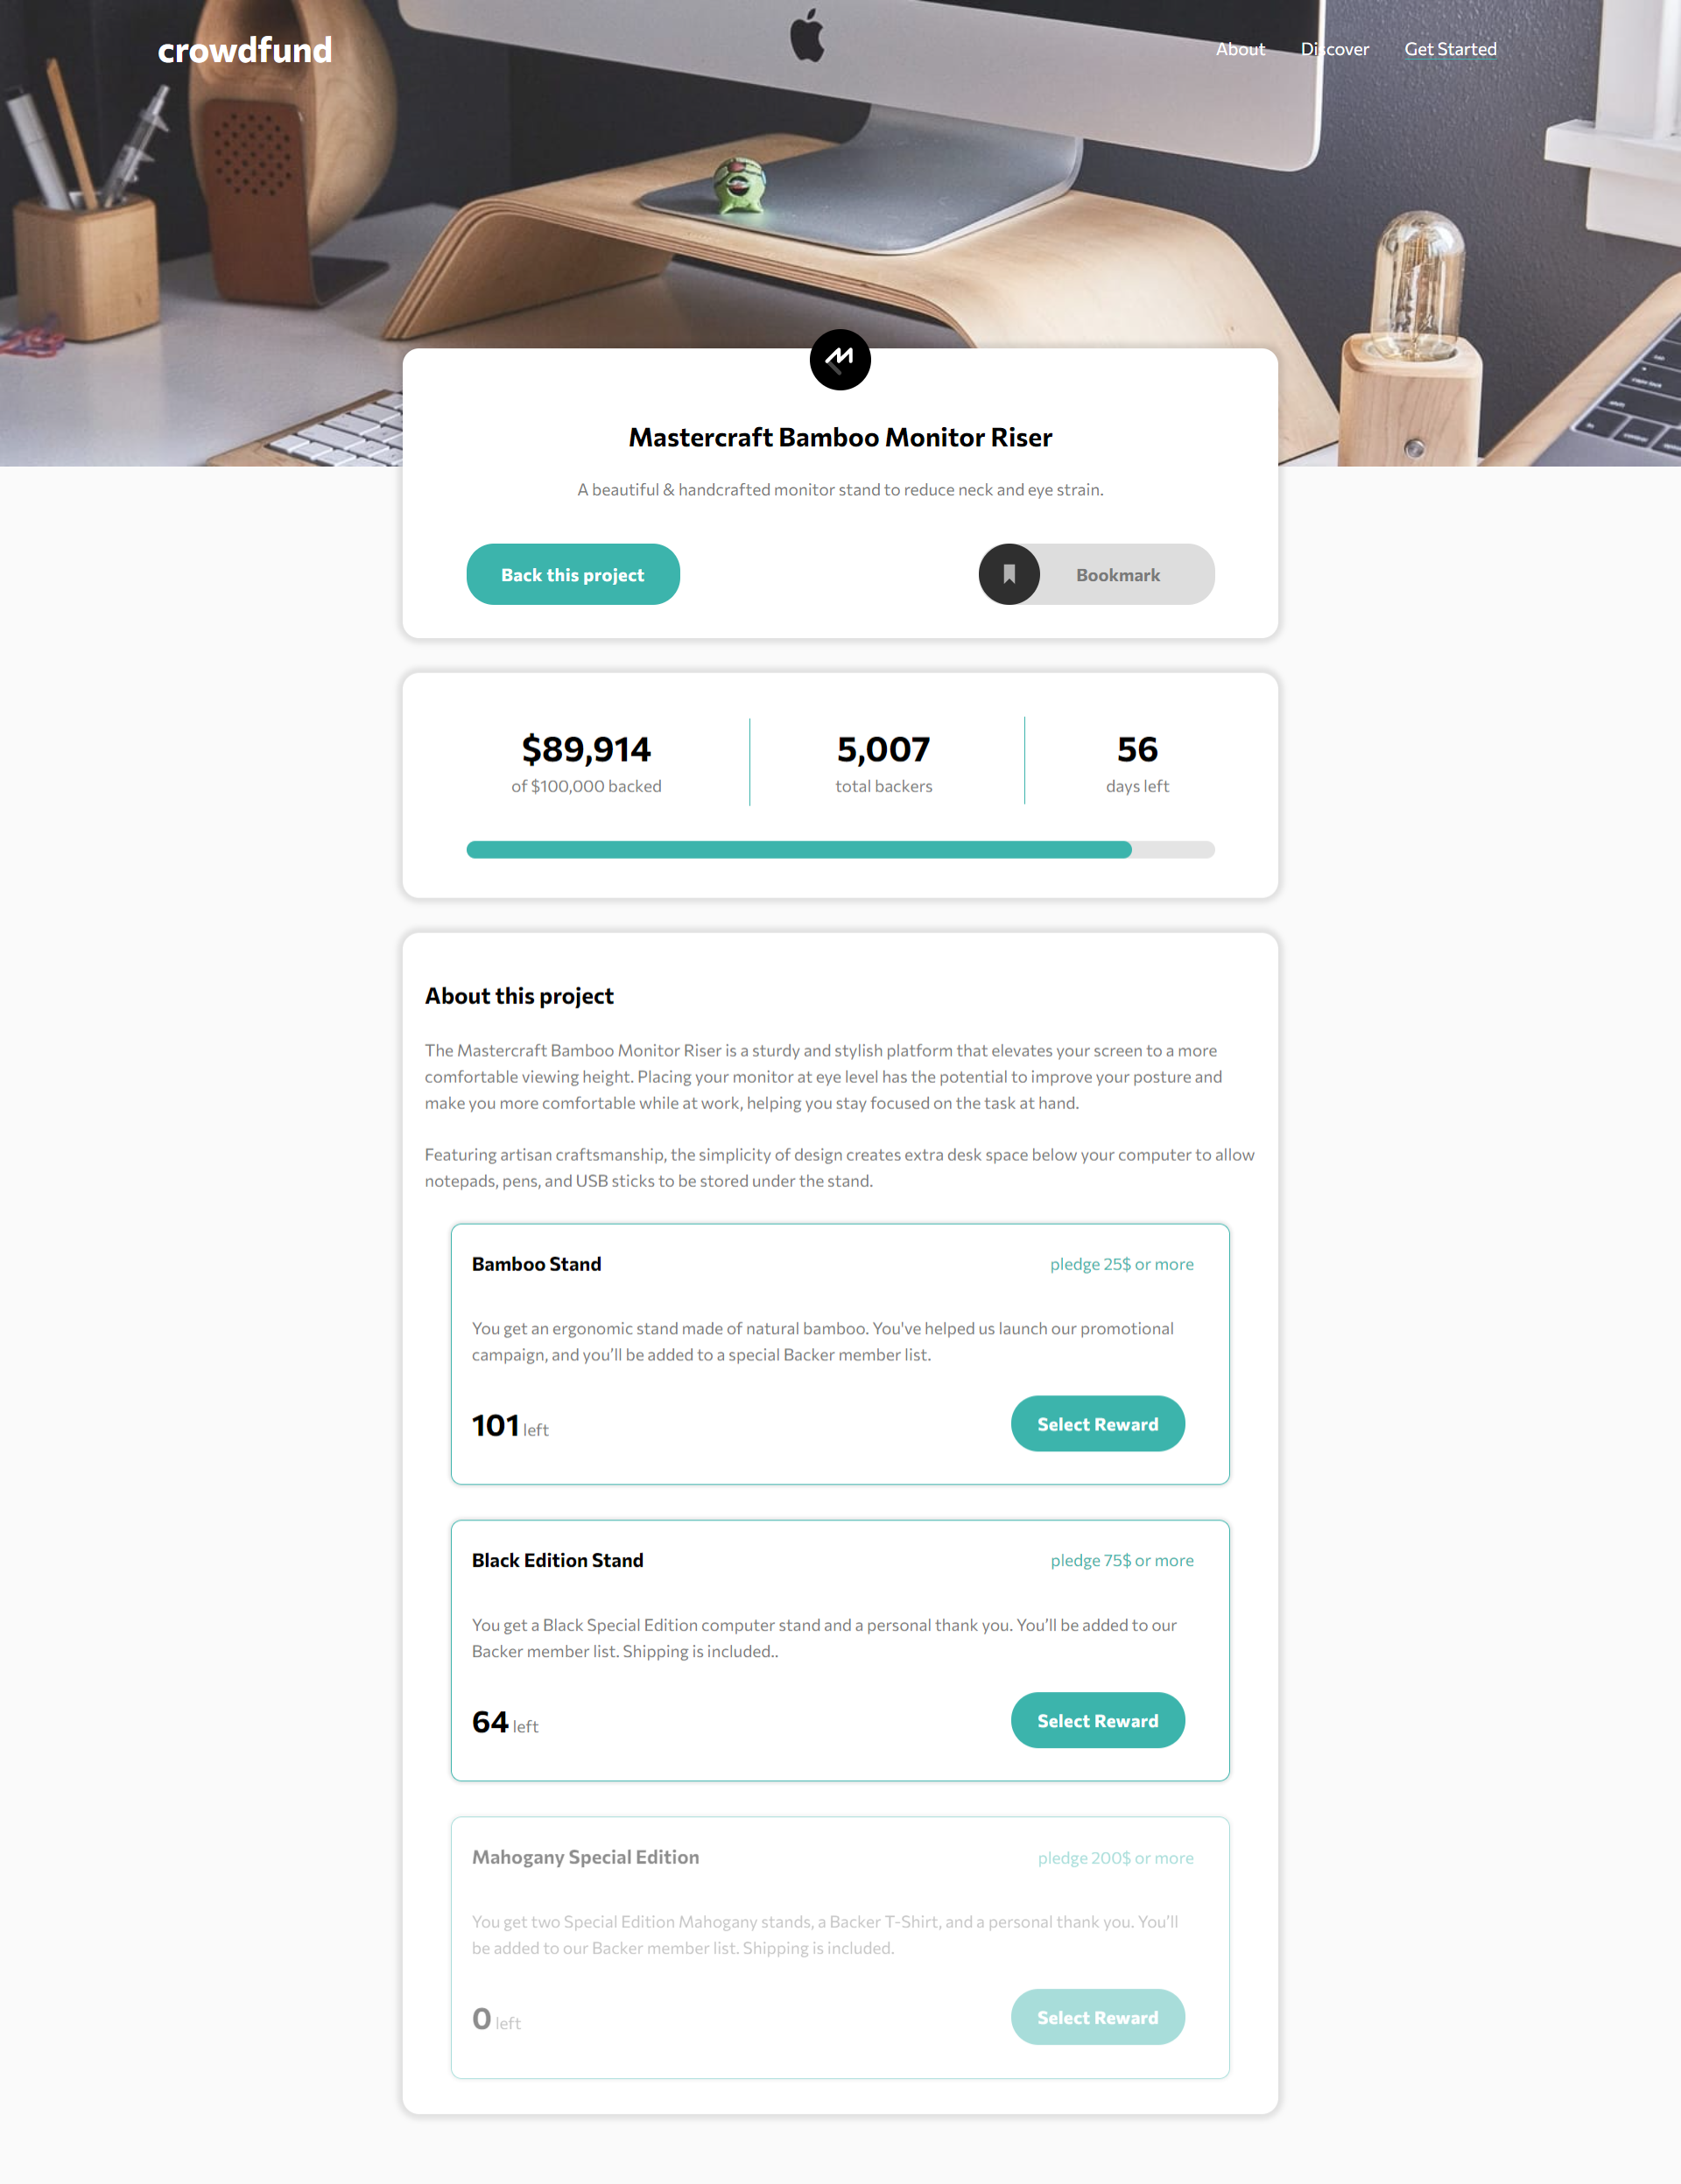 crowdfund
About Discover Get Started
Mastercraft Bamboo Monitor Riser
A beautiful & handcrafted monitor stand to reduce neck and eye strain.
Back this project
Bookmark
$89,914
of $100,000 backed
5,007
total backers
56
days left
About this project
The Mastercraft Bamboo Monitor Riser is a sturdy and stylish platform that elevates your screen to a more
comfortable viewing height. Placing your monitor at eye level has the potential to improve your posture and
make you more comfortable while at work, helping you stay focused on the task at hand.
Featuring artisan craftsmanship, the simplicity of design creates extra desk space below your computer to allow
notepads, pens, and USB sticks to be stored under the stand.
Bamboo Stand
pledge 25$ or more
You get an ergonomic stand made of natural bamboo. You've helped us launch our promotional
campaign, and you’ll be added to a special Backer member list.
101 left
Select Reward
Black Edition Stand
pledge 75$ or more
You get a Black Special Edition computer stand and a personal thank you. You’ll be added to our
Backer member list. Shipping is included..
64 left
Select Reward
Mahogany Special Edition
pledge 200$ or more
You get two Special Edition Mahogany stands, a Backer T-Shirt, and a personal thank you. You’ll
be added to our Backer member list. Shipping is included.
0 left
Select Reward